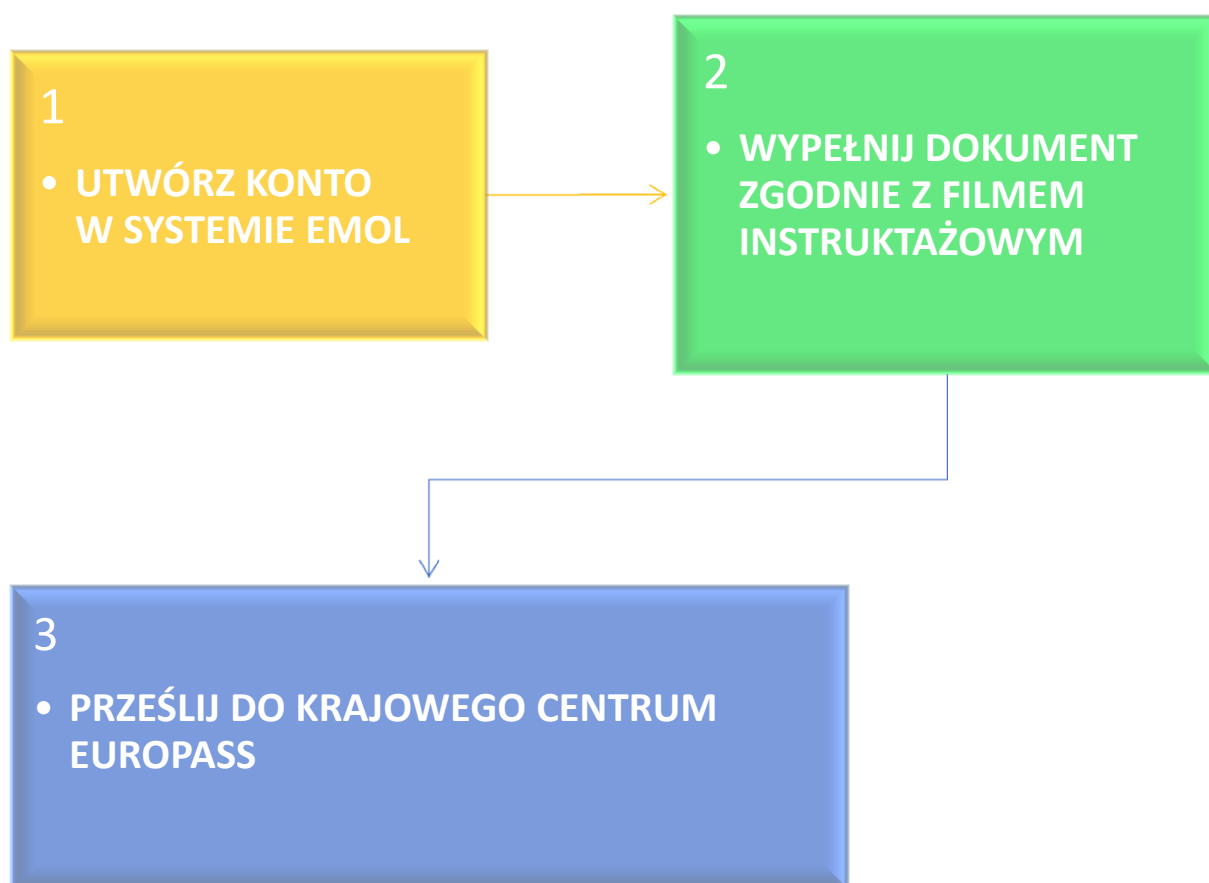 1
• UTWÓRZ KONTO
W SYSTEMIE EMOL
2
• WYPEŁNIJ DOKUMENT
ZGODNIE Z FILMEM
INSTRUKTAŻOWYM
3
• PRZEŚLIJ DO KRAJOWEGO CENTRUM
EUROPASS